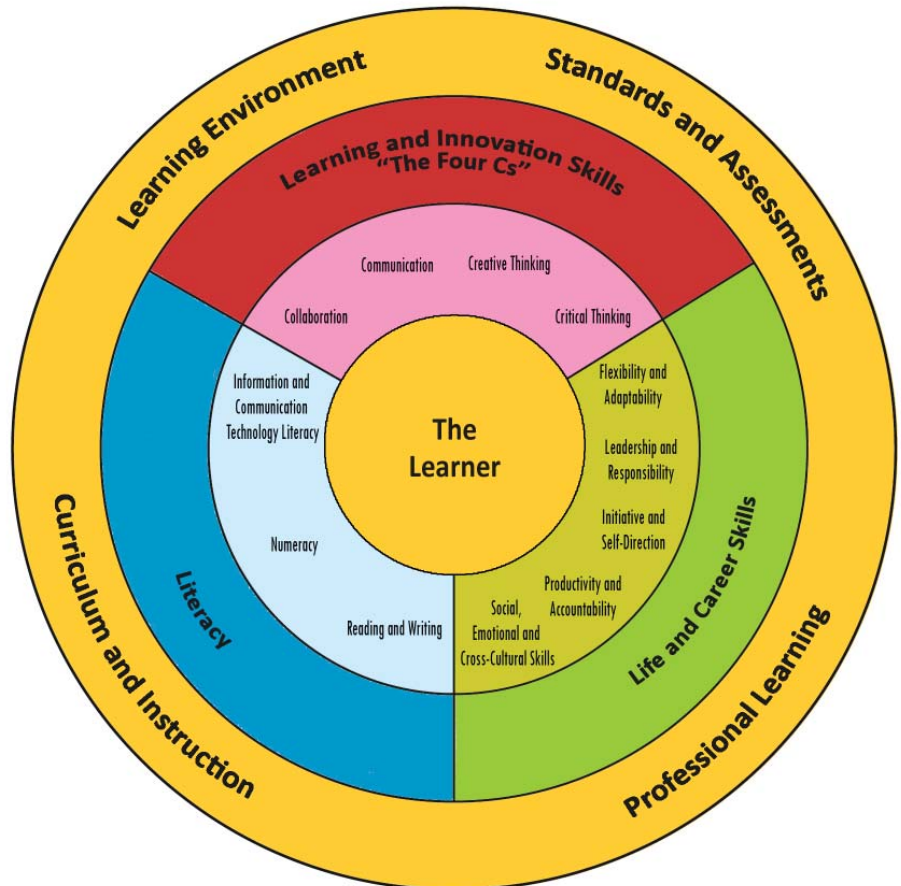 Learning Environment
Standards and Assessments
Learning and Innovation Skills
“The Four Cs”
Communication
Creative Thinking
Collaboration
Critical Thinking
Information and
Communication
Technology Literacy
Numeracy
Reading and Writing
The
Learner
Flexibility and
Adaptability
Leadership and
Responsibility
Initiative and
Self-Direction
Productivity and
Accountability
Social,
Emotional and
Cross-Cultural Skills
Literacy
Life and Career Skills
Curriculum and Instruction
Professional Learning